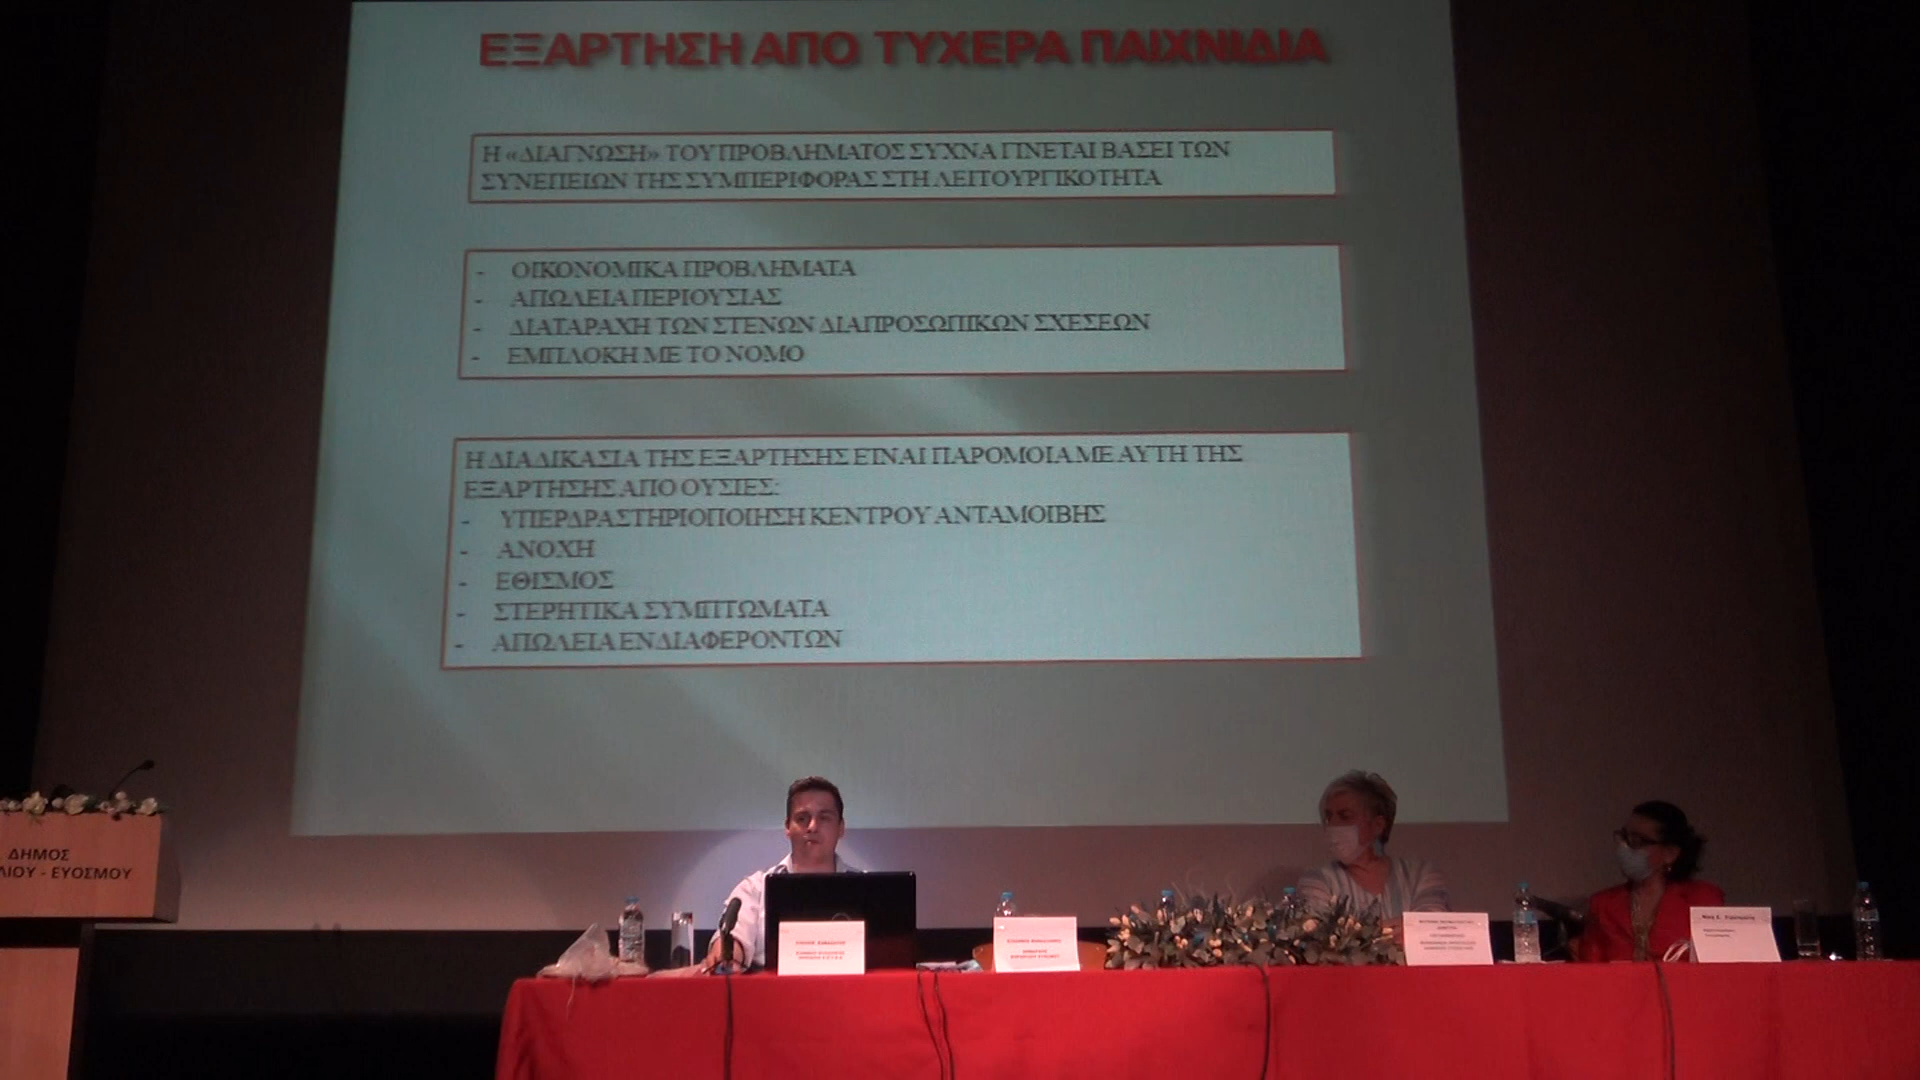 ΕΞΑΡΤΗΣΗ ΑΠΟ ΤΥΧΕΡΑ ΠΑΙΧΝΙΔΙΑ
Η «ΔΙΑΓΝΩΣΗ» ΤΟΥ ΠΡΟΒΛΗΜΑΤΟΣ ΣΥΧΝΑ ΓΙΝΕΤΑΙ ΒΑΣΕΙ ΤΩΝ
ΣΥΝΕΠΕΙΩΝ ΤΗΣ ΣΥΜΠΕΡΙΦΟΡΑΣ ΣΤΗ ΛΕΙΤΟΥΡΓΙΚΟΤΗΤΑ
- ΟΙΚΟΝΟΜΙΚΑ ΠΡΟΒΛΗΜΑΤΑ
- ΑΠΩΛΕΙΑ ΠΕΡΙΟΥΣΙΑΣ
- ΔΙΑΤΑΡΑΧΗ ΤΩΝ ΣΤΕΝΩΝ ΔΙΑΠΡΟΣΩΠΙΚΩΝ ΣΧΕΣΕΩΝ
- ΕΜΠΛΟΚΗ ΜΕ ΤΟ ΝΟΜΟ
Η ΔΙΑΔΙΚΑΣΙΑ ΤΗΣ ΕΞΑΡΤΗΣΗΣ ΕΙΝΑΙ ΠΑΡΟΜΟΙΑ ΜΕ ΑΥΤΗ ΤΗΣ
ΕΞΑΡΤΗΣΗΣ ΑΠΟ ΟΥΣΙΕΣ:
- ΥΠΕΡΔΡΑΣΤΗΡΙΟΠΟΙΗΣΗ ΚΕΝΤΡΟΥ ΑΝΤΑΜΟΙΒΗΣ
- ΑΝΟΧΗ
- ΕΘΙΣΜΟΣ
- ΣΤΕΡΗΤΙΚΑ ΣΥΜΠΤΩΜΑΤΑ
- ΑΠΩΛΕΙΑ ΕΝΔΙΑΦΕΡΟΝΤΩΝ
ΔΗΜΟΣ
ΛΙΟΥ - ΕΥΟΣΜΟΥ